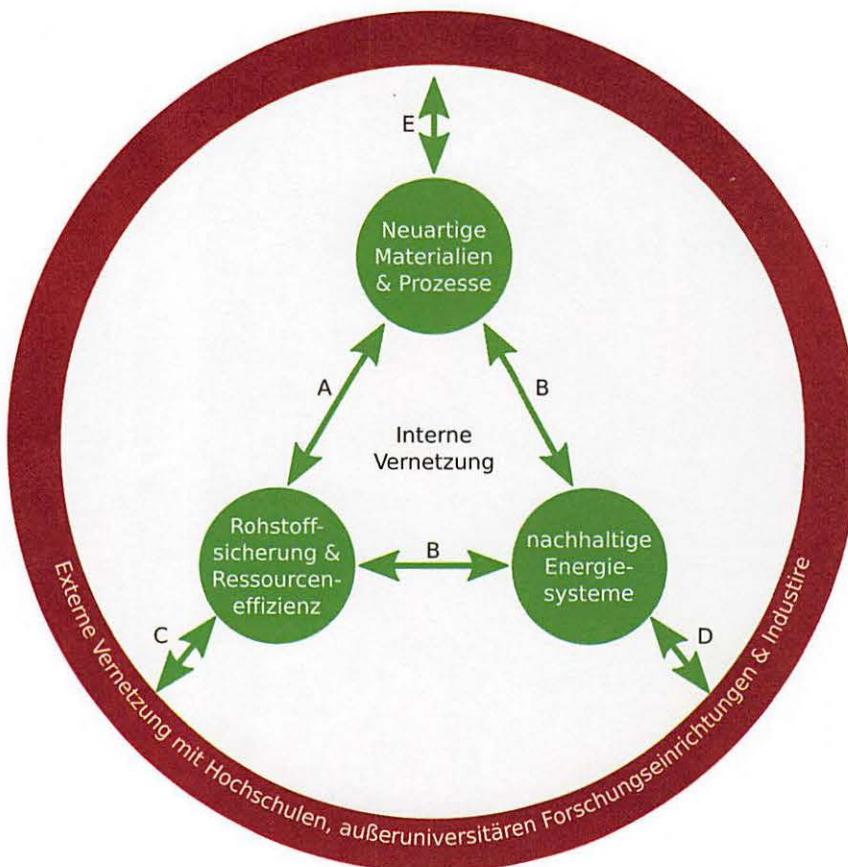 E
Neuartige
Materialien
& Prozesse
A
B
Interne
Vernetzung
Rohstoff-
sicherung &
Ressourcen-
effizienz
B
nachhaltige
Energie-
systeme
C
D
Externe Vernetzung mit Hochschulen, außeruniversitären Forschungseinrichtungen & Industire